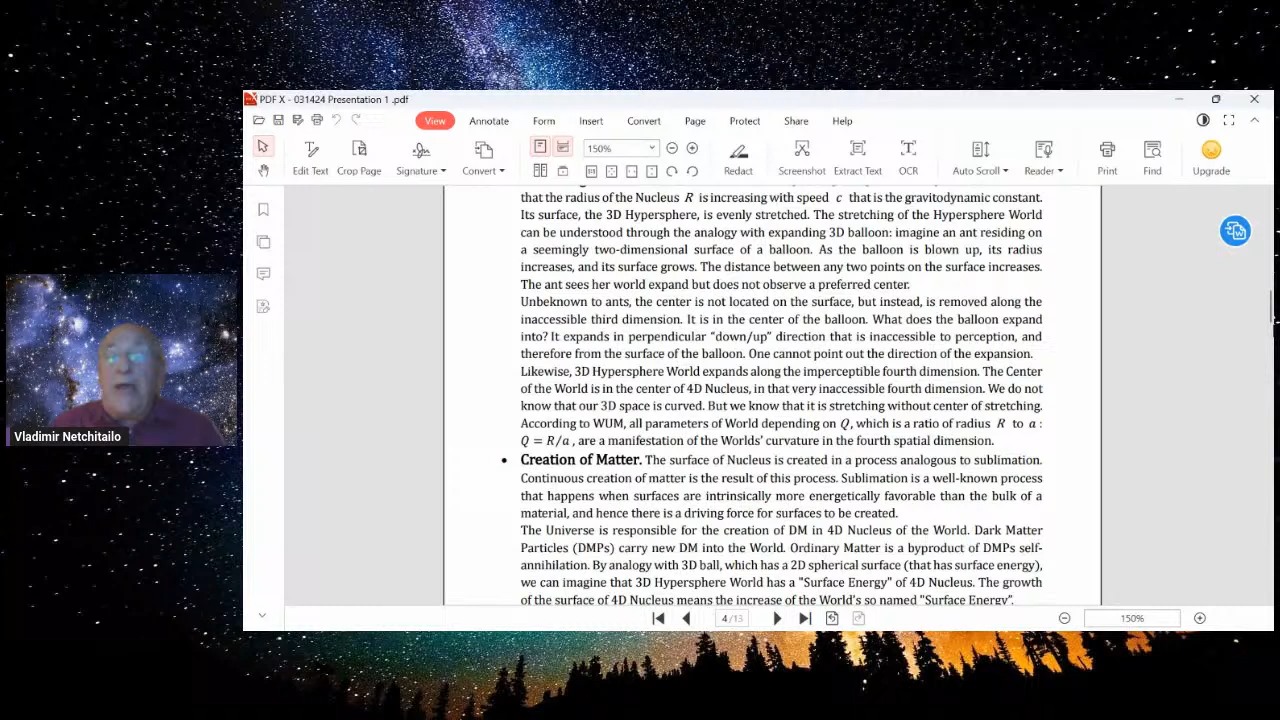 PDF X - 031424 Presentation 1 .pdf
View Annotate Form Insert Convert Page Protect Share Help
150%
Edit Text Crop Page Signature Convert Redact Screenshot Extract Text OCR Auto Scroll Reader Print Find Upgrade
that the radius of the Nucleus R is increasing with speed c that is the gravitodynamic constant.
Its surface, the 3D Hypersphere, is evenly stretched. The stretching of the Hypersphere World
can be understood through the analogy with expanding 3D balloon: imagine an ant residing on
a seemingly two-dimensional surface of a balloon. As the balloon is blown up, its radius
increases, and its surface grows. The distance between any two points on the surface increases.
The ant sees her world expand but does not observe a preferred center.
Unbeknown to ants, the center is not located on the surface, but instead, is removed along the
inaccessible third dimension. It is in the center of the balloon. What does the balloon expand
into? It expands in perpendicular “down/up” direction that is inaccessible to perception, and
therefore from the surface of the balloon. One cannot point out the direction of the expansion.
Likewise, 3D Hypersphere World expands along the imperceptible fourth dimension. The Center
of the World is in the center of 4D Nucleus, in that very inaccessible fourth dimension. We do not
know that our 3D space is curved. But we know that it is stretching without center of stretching.
According to WUM, all parameters of World depending on Q, which is a ratio of radius R to a :
Q = R/a , are a manifestation of the Worlds’ curvature in the fourth spatial dimension.
• Creation of Matter. The surface of Nucleus is created in a process analogous to sublimation.
Continuous creation of matter is the result of this process. Sublimation is a well-known process
that happens when surfaces are intrinsically more energetically favorable than the bulk of a
material, and hence there is a driving force for surfaces to be created.
The Universe is responsible for the creation of DM in 4D Nucleus of the World. Dark Matter
Particles (DMPs) carry new DM into the World. Ordinary Matter is a byproduct of DMPs self-
annihilation. By analogy with 3D ball, which has a 2D spherical surface (that has surface energy),
we can imagine that 3D Hypersphere World has a "Surface Energy" of 4D Nucleus. The growth
of the surface of 4D Nucleus means the increase of the World's so named "Surface Energy".
4 /13
150%
Vladimir Netchitailo